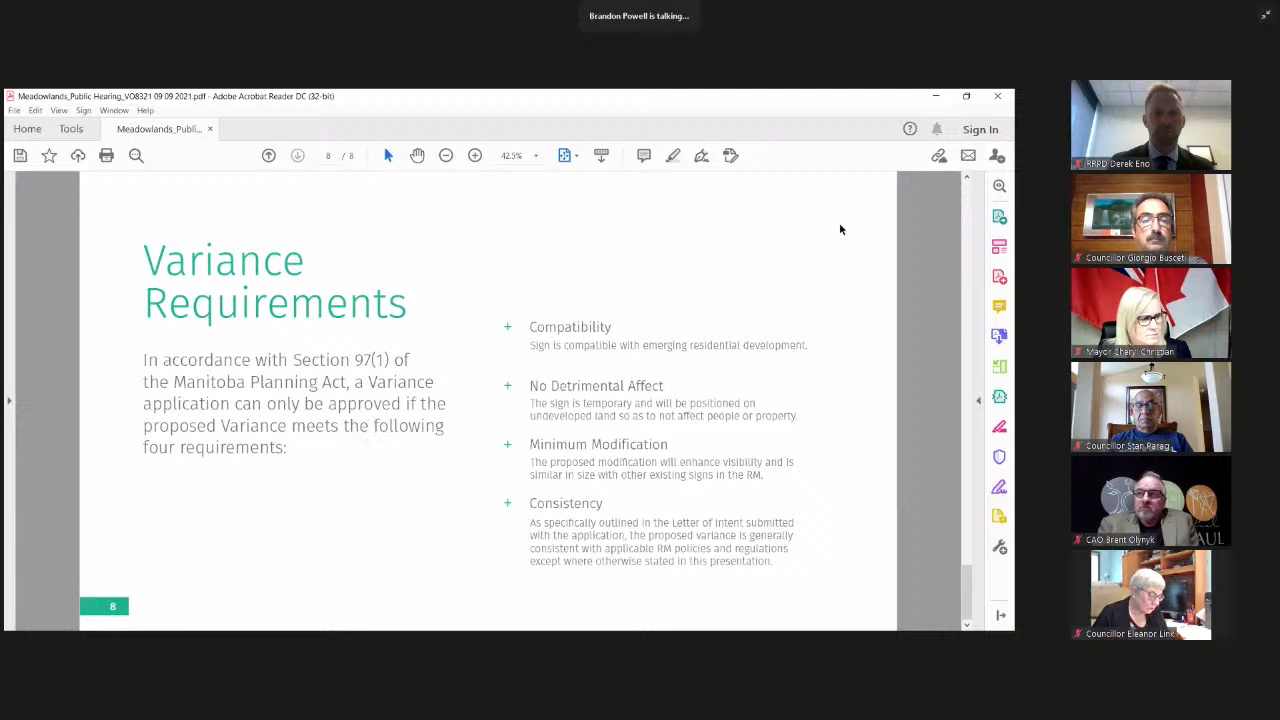 Brandon Powell is talking...
Meadowlands_Public Hearing_VO8321 09 09 2021.pdf - Adobe Acrobat Reader DC (32-bit)
File Edit View Sign Window Help
Home Tools Meadowlands_Publ... ×
Sign In
8 / 8 42.5%
Variance
Requirements
In accordance with Section 97(1) of
the Manitoba Planning Act, a Variance
application can only be approved if the
proposed Variance meets the following
four requirements:
+ Compatibility
Sign is compatible with emerging residential development.
+ No Detrimental Affect
The sign is temporary and will be positioned on
undeveloped land so as to not affect people or property.
+ Minimum Modification
The proposed modification will enhance visibility and is
similar in size with other existing signs in the RM.
+ Consistency
As specifically outlined in the Letter of Intent submitted
with the application, the proposed variance is generally
consistent with applicable RM policies and regulations
except where otherwise stated in this presentation.
8
RRPD Derek Eno
Councillor Giorgio Busceti
Mayor Cheryl Christian
Councillor Stan Parag
AUL
CAO Brent Olynyk
Councillor Eleanor Link